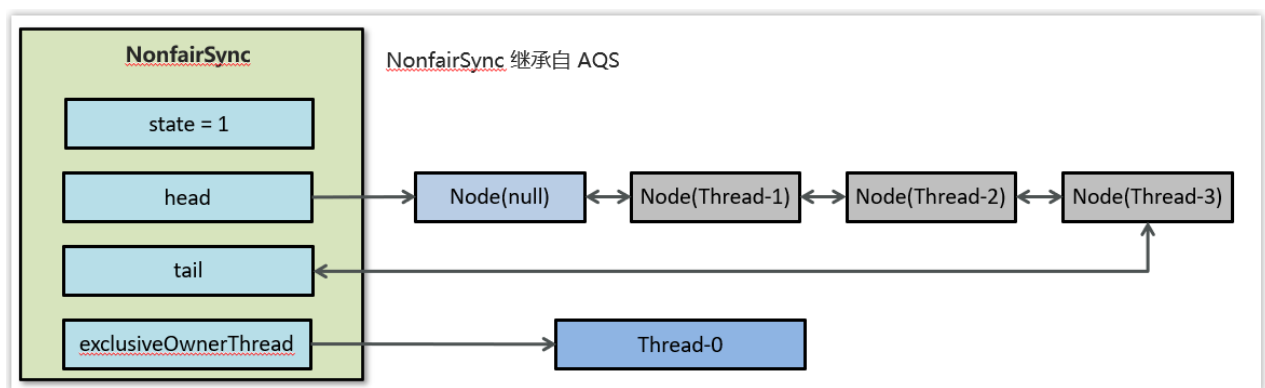 NonfairSync
NonfairSync 继承自 AQS
state = 1
head
Node(null)
Node(Thread-1)
Node(Thread-2)
Node(Thread-3)
tail
exclusiveOwnerThread
Thread-0